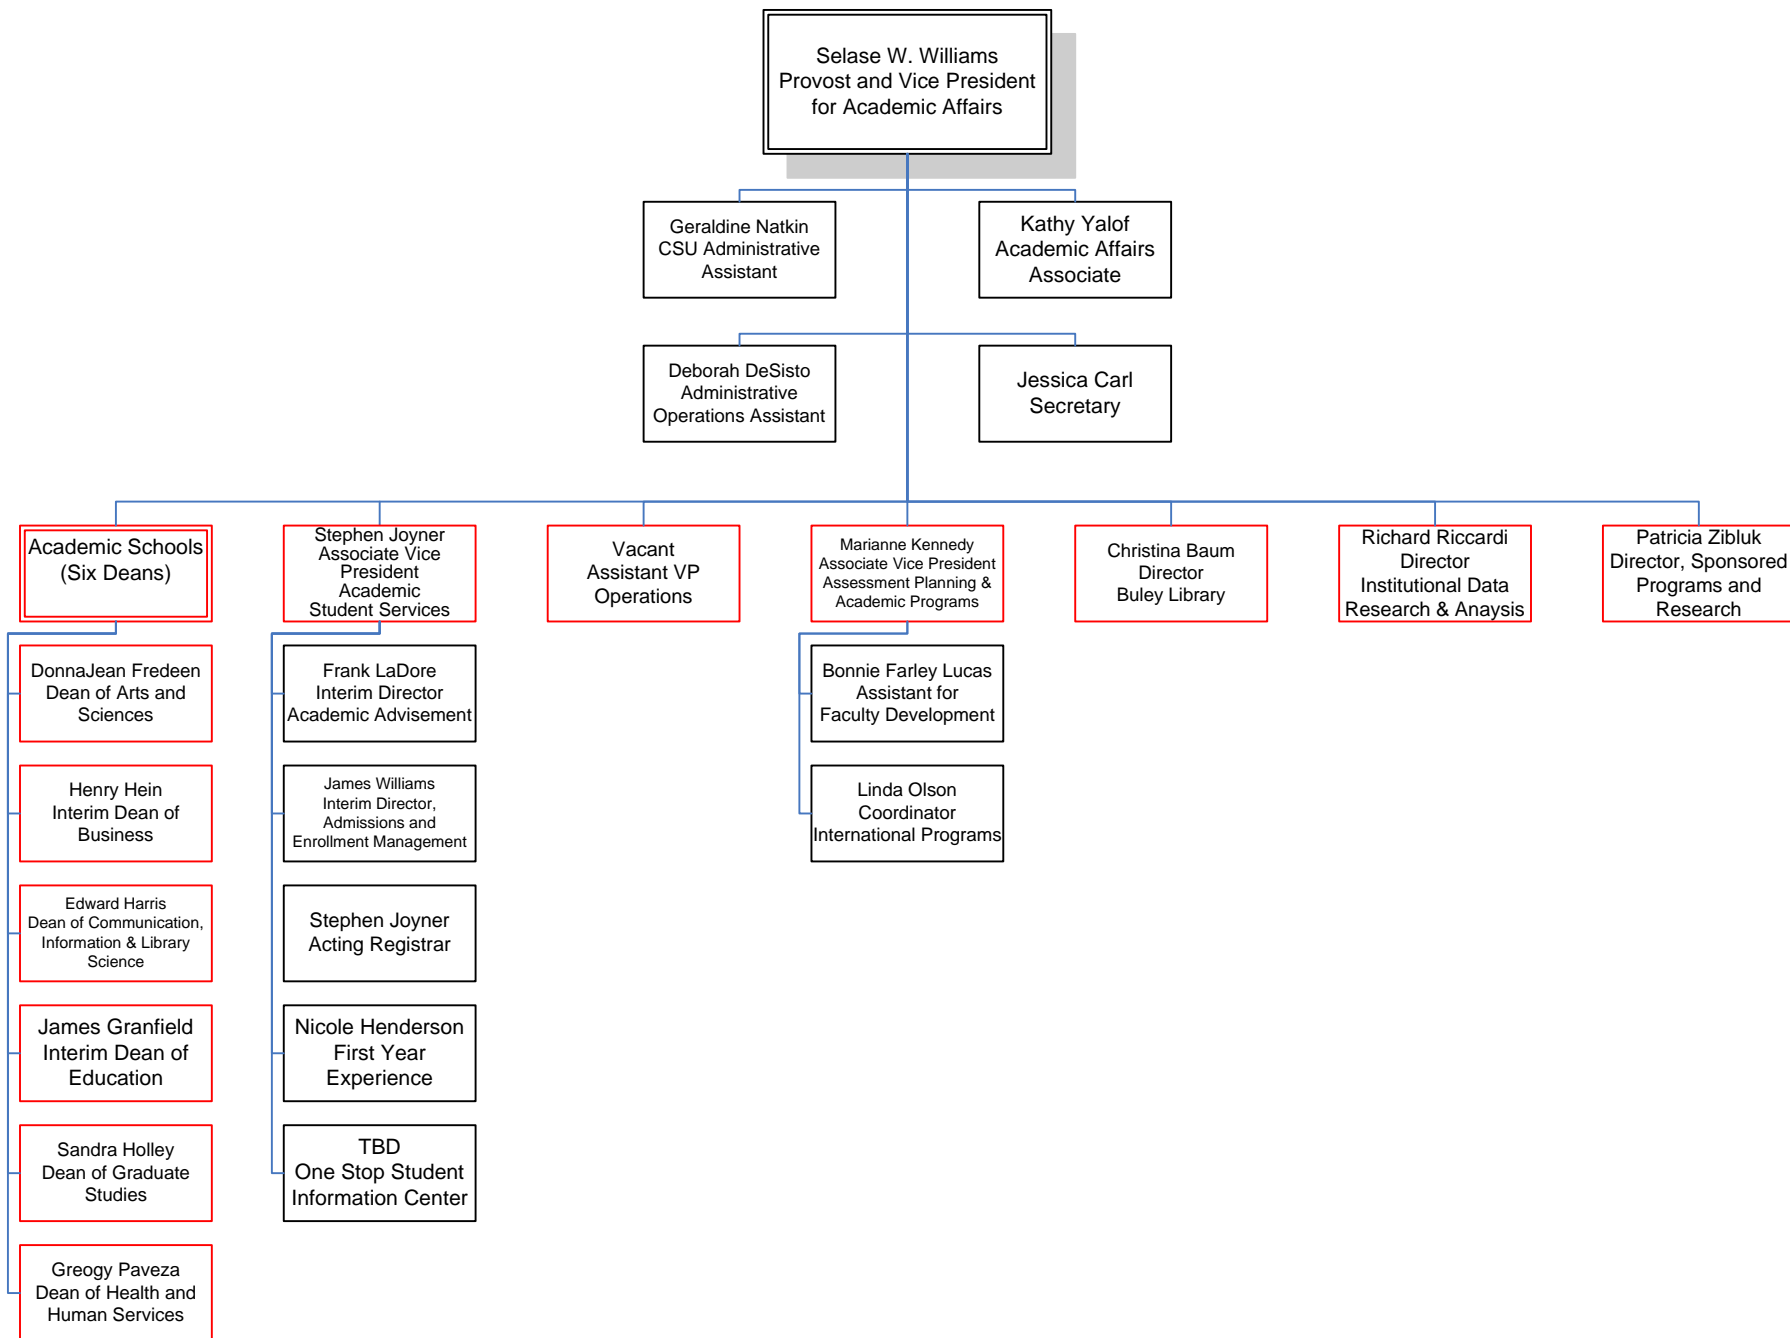 Selase W. Williams
Provost and Vice President
for Academic Affairs
Geraldine Natkin
CSU Administrative
Assistant
Kathy Yalof
Academic Affairs
Associate
Deborah DeSisto
Administrative
Operations Assistant
Jessica Carl
Secretary
Academic Schools
(Six Deans)
Stephen Joyner
Associate Vice
President
Academic
Student Services
Vacant
Assistant VP
Operations
Marianne Kennedy
Associate Vice President
Assessment Planning &
Academic Programs
Christina Baum
Director
Buley Library
Richard Riccardi
Director
Institutional Data
Research & Anaysis
Patricia Zibluk
Director, Sponsored
Programs and
Research
DonnaJean Fredeen
Dean of Arts and
Sciences
Henry Hein
Interim Dean of
Business
Edward Harris
Dean of Communication,
Information & Library
Science
James Granfield
Interim Dean of
Education
Sandra Holley
Dean of Graduate
Studies
Greogy Paveza
Dean of Health and
Human Services
Frank LaDore
Interim Director
Academic Advisement
James Williams
Interim Director,
Admissions and
Enrollment Management
Stephen Joyner
Acting Registrar
Nicole Henderson
First Year
Experience
TBD
One Stop Student
Information Center
Bonnie Farley Lucas
Assistant for
Faculty Development
Linda Olson
Coordinator
International Programs